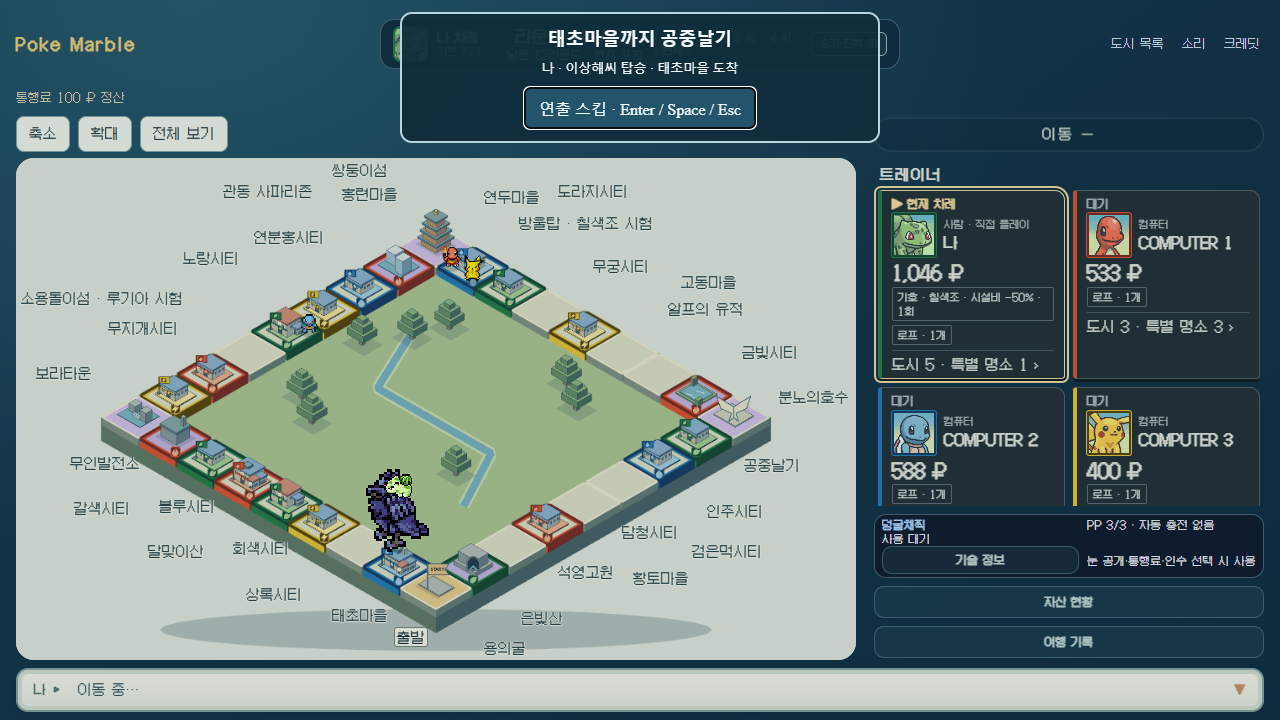 Poke Marble
태초마을까지 공중날기
나 · 이상해씨 탑승 · 태초마을 도착
연출 스킵 · Enter / Space / Esc
도시 목록
소리
크레딧
통행료 100 ₽ 정산
축소
확대
전체 보기
이동 —
쌍둥이섬
관동 사파리존
홍련마을
연두마을
도라지시티
방울탑 · 칠색조 시험
연분홍시티
노랑시티
무궁시티
고동마을
소용돌이섬 · 루기아 시험
알프의 유적
무지개시티
금빛시티
보라타운
분노의호수
무인발전소
공중날기
갈색시티
블루시티
인주시티
담청시티
달맞이산
회색시티
검은먹시티
석영고원
황토마을
상록시티
태초마을
은빛산
START
출발
용의굴
트레이너
▶ 현재 차례
사람 · 직접 플레이
나
1,046 ₽
가호 · 칠색조 · 시설비 -50% · 1회
로프 · 1개
도시 5 · 특별 명소 1 ›
대기
컴퓨터
COMPUTER 1
533 ₽
로프 · 1개
도시 3 · 특별 명소 3 ›
대기
컴퓨터
COMPUTER 2
588 ₽
로프 · 1개
대기
컴퓨터
COMPUTER 3
400 ₽
로프 · 1개
덩굴채찍
사용 대기
PP 3/3 · 자동 충전 없음
기술 정보
눈 공개·통행료·인수 선택 시 사용
자산 현황
여행 기록
나 ▶ 이동 중…
▼